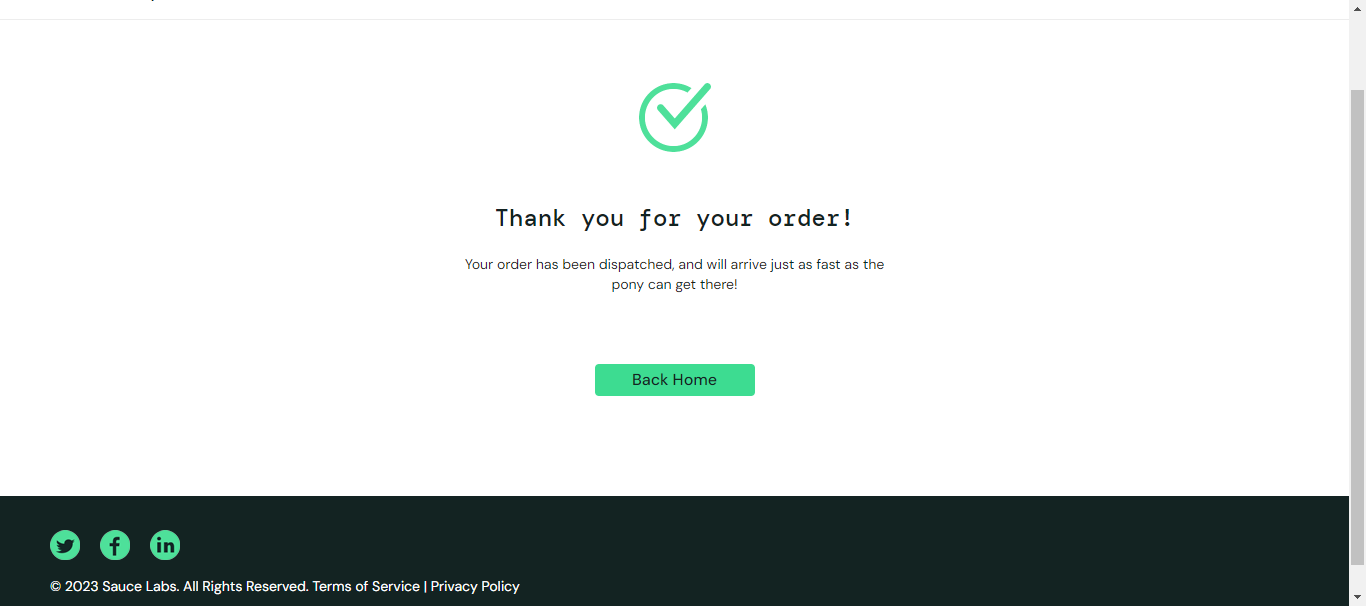 Thank you for your order!
Your order has been dispatched, and will arrive just as fast as the
pony can get there!
Back Home
© 2023 Sauce Labs. All Rights Reserved. Terms of Service | Privacy Policy